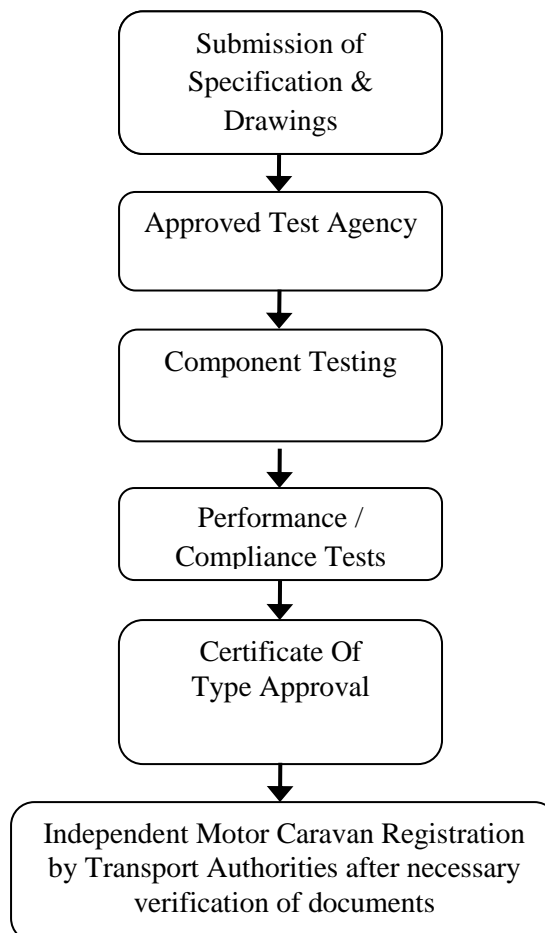 Submission of
Specification &
Drawings
Approved Test Agency
Component Testing
Performance /
Compliance Tests
Certificate Of
Type Approval
Independent Motor Caravan Registration
by Transport Authorities after necessary
verification of documents